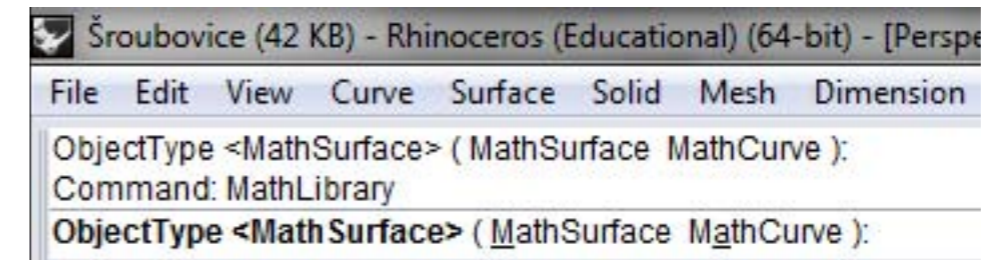 Šroubovice (42 KB) - Rhinoceros (Educational) (64-bit) - [Perspe
File Edit View Curve Surface Solid Mesh Dimension
ObjectType <MathSurface> ( MathSurface MathCurve ):
Command: MathLibrary
ObjectType <MathSurface> ( MathSurface MathCurve ):